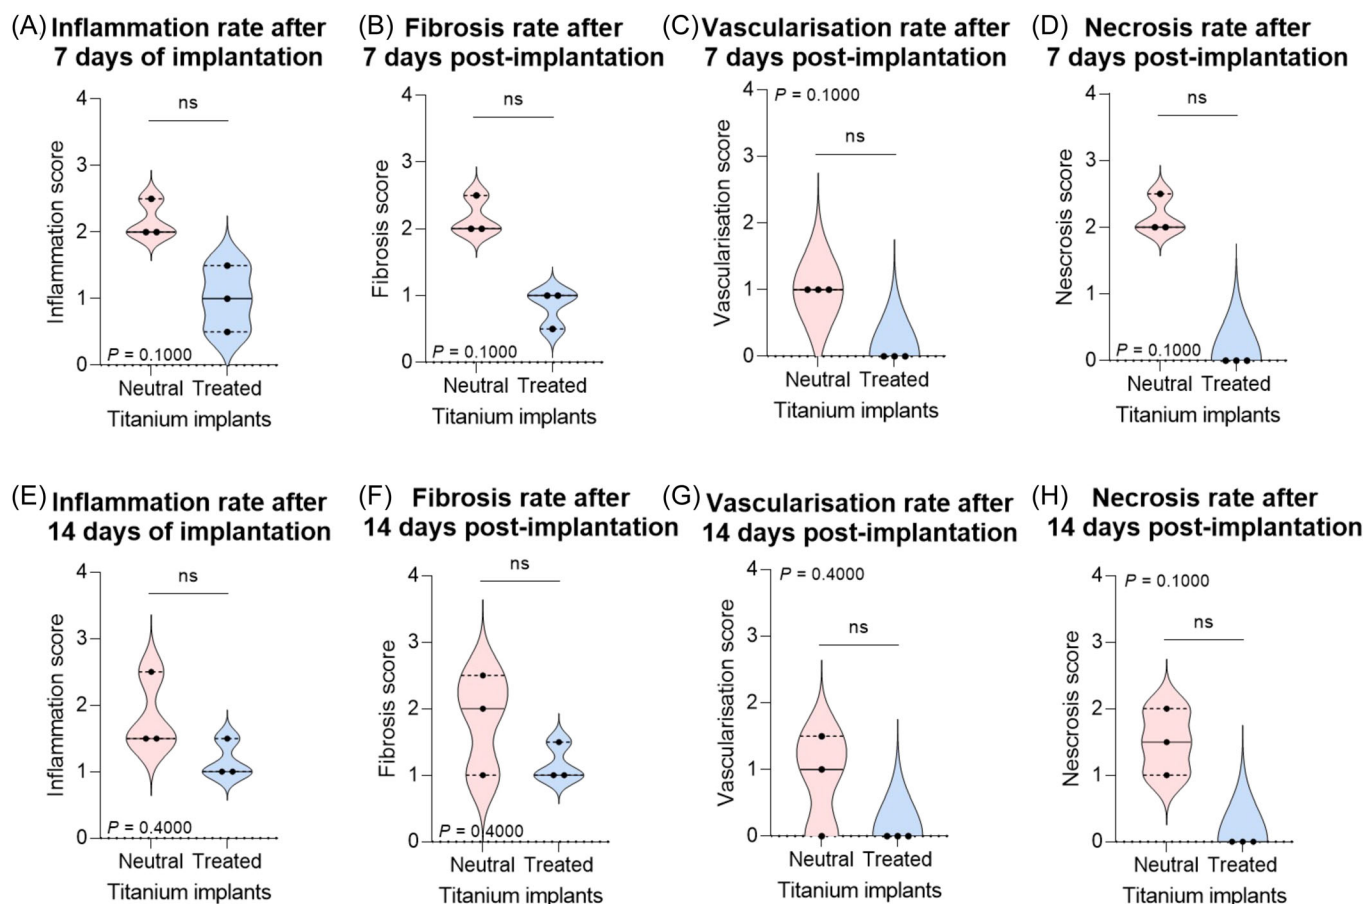 (A) Inflammation rate after
7 days of implantation
4
3
2
1
0
Inflammation score
ns
P = 0.1000
Neutral Treated
Titanium implants
(B) Fibrosis rate after
7 days post-implantation
4
3
2
1
0
Fibrosis score
ns
P = 0.1000
Neutral Treated
Titanium implants
(C) Vascularisation rate after
7 days post-implantation
4
3
2
1
0
Vascularisation score
P = 0.1000
ns
Neutral Treated
Titanium implants
(D) Necrosis rate after
7 days post-implantation
4
3
2
1
0
Nescrosis score
ns
P = 0.1000
Neutral Treated
Titanium implants
(E) Inflammation rate after
14 days of implantation
4
3
2
1
0
Inflammation score
ns
P = 0.4000
Neutral Treated
Titanium implants
(F) Fibrosis rate after
14 days post-implantation
4
3
2
1
0
Fibrosis score
ns
P = 0.4000
Neutral Treated
Titanium implants
(G) Vascularisation rate after
14 days post-implantation
4
3
2
1
0
Vascularisation score
P = 0.4000
ns
Neutral Treated
Titanium implants
(H) Necrosis rate after
14 days post-implantation
4
3
2
1
0
Nescrosis score
P = 0.1000
ns
Neutral Treated
Titanium implants